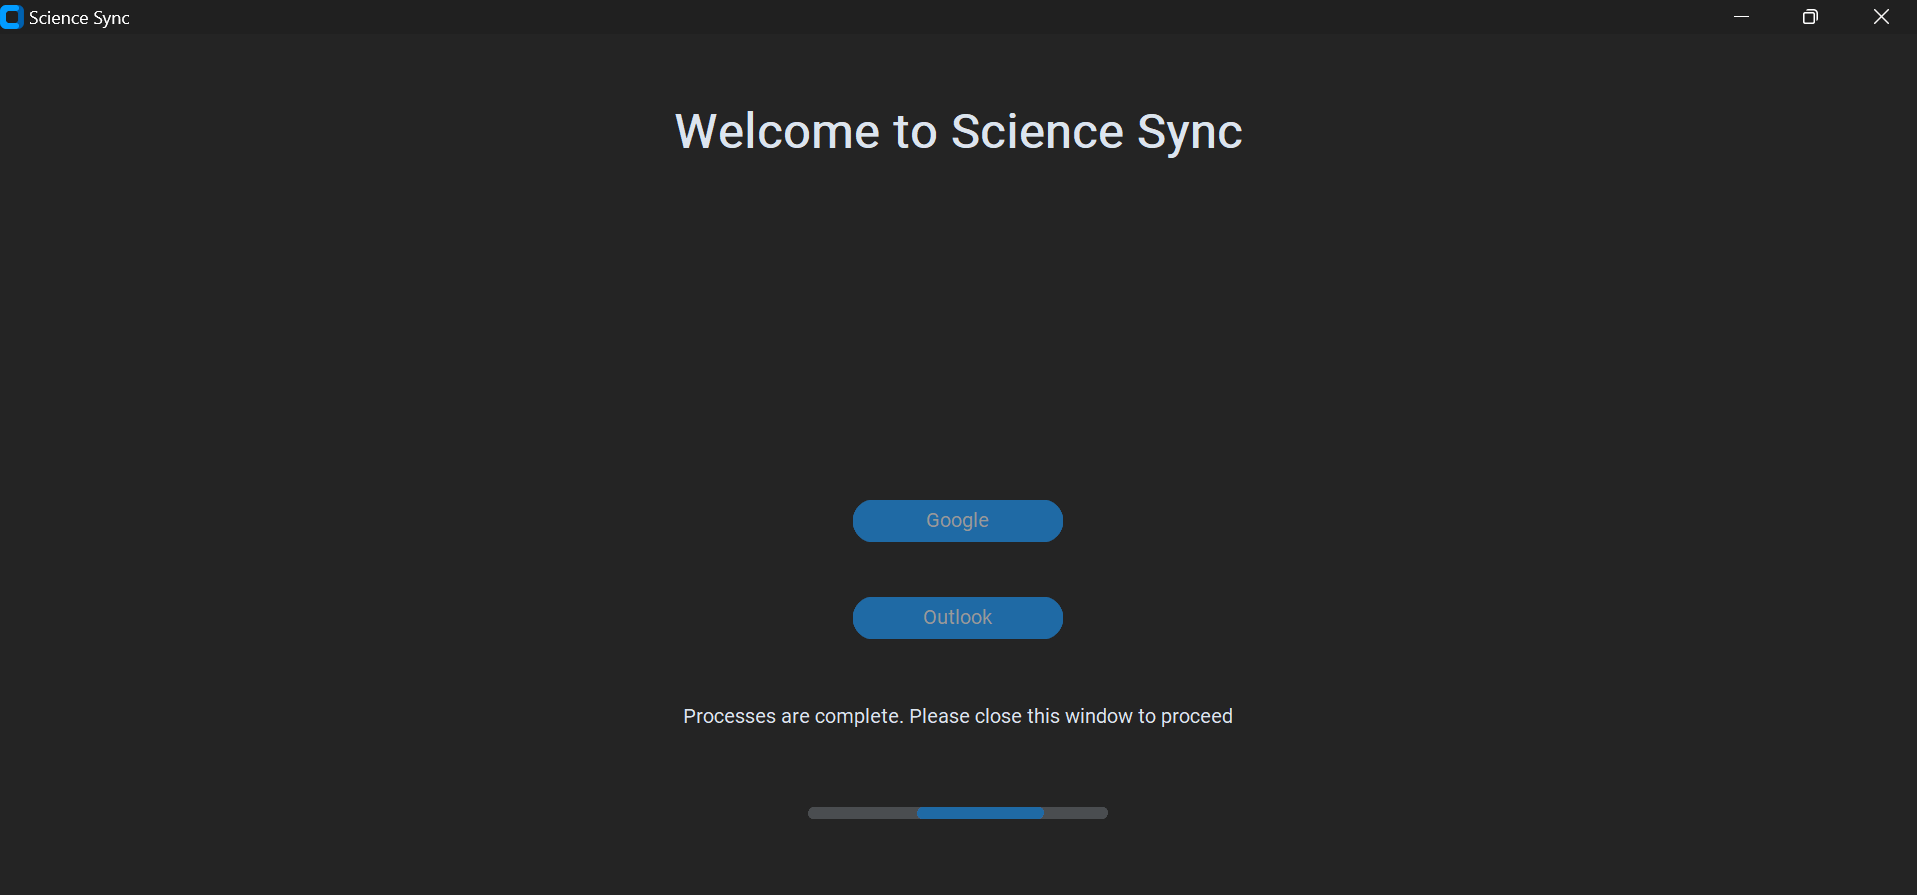 Science Sync
Welcome to Science Sync
Google
Outlook
Processes are complete. Please close this window to proceed